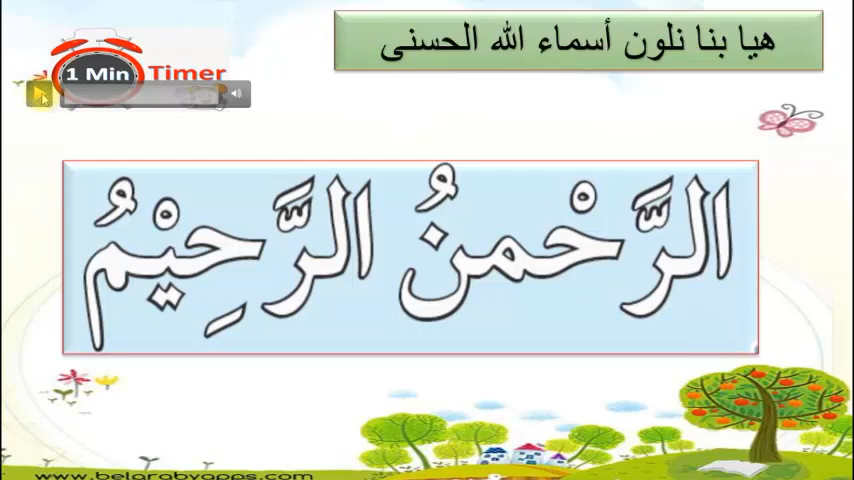 هيا بنا نلون أسماء الله الحسنى
1 Min Timer
الرَّحْمنُ الرَّحِيْمُ
www.belarabyapps.com